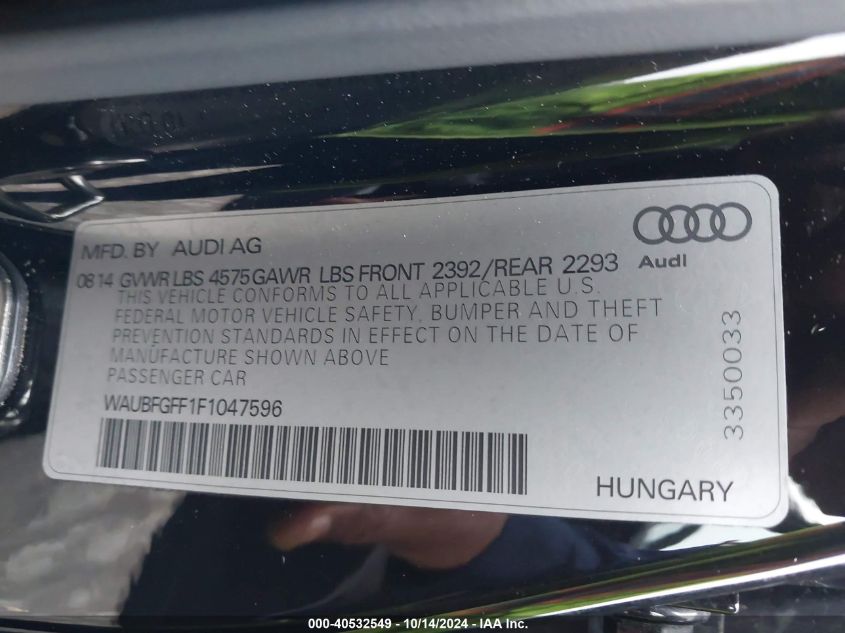 MFD. BY AUDI AG
0814 GVWR LBS 4575 GAWR LBS FRONT 2392/REAR 2293
Audi
THIS VEHICLE CONFORMS TO ALL APPLICABLE U.S.
FEDERAL MOTOR VEHICLE SAFETY, BUMPER AND THEFT
PREVENTION STANDARDS IN EFFECT ON THE DATE OF
MANUFACTURE SHOWN ABOVE
PASSENGER CAR
WAUBFGFF1F1047596
3350033
HUNGARY
000-40532549 - 10/14/2024 - IAA Inc.